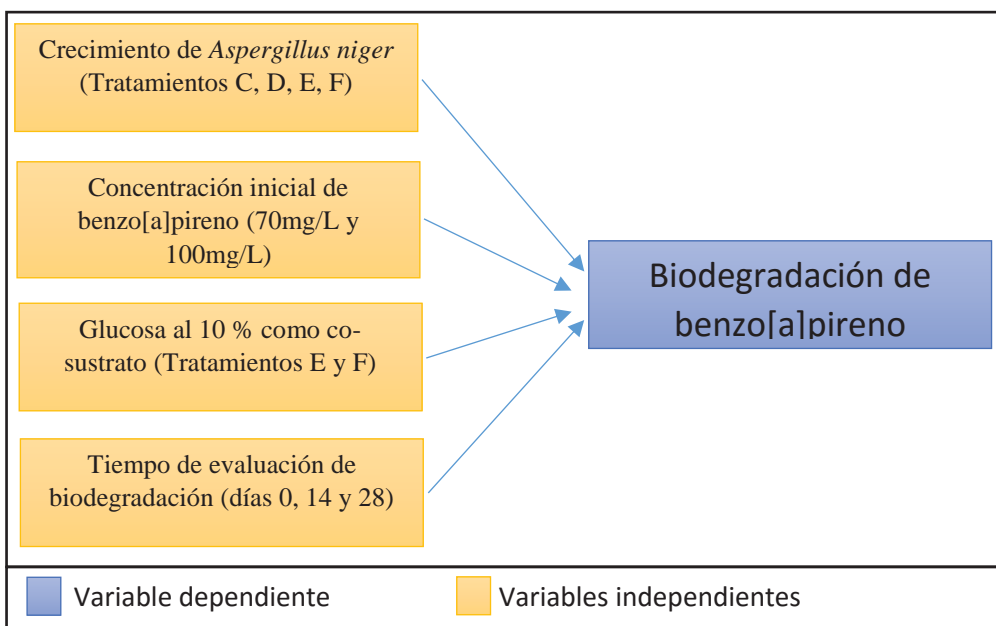 Crecimiento de Aspergillus niger
(Tratamientos C, D, E, F)
Concentración inicial de
benzo[a]pireno (70mg/L y
100mg/L)
Glucosa al 10 % como co-
sustrato (Tratamientos E y F)
Tiempo de evaluación de
biodegradación (días 0, 14 y 28)
Biodegradación de
benzo[a]pireno
Variable dependiente
Variables independientes